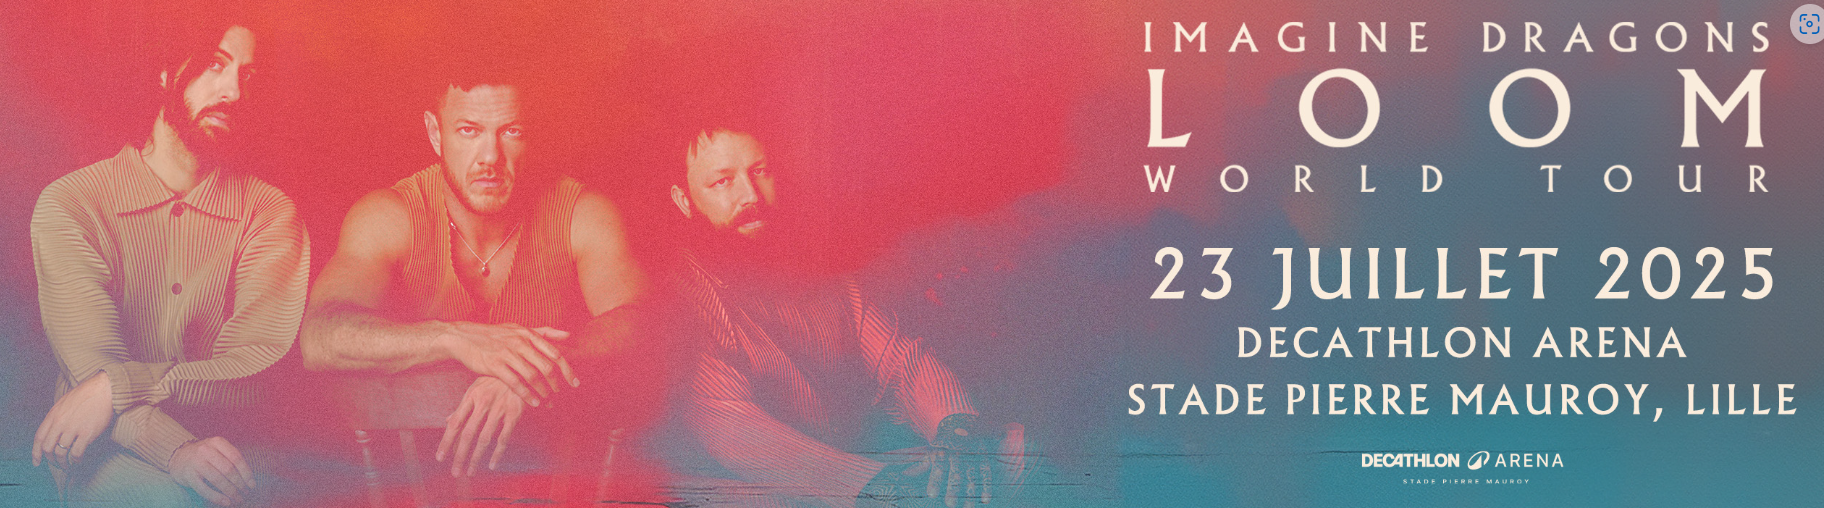 IMAGINE DRAGONS
LOOM
WORLD TOUR
23 JUILLET 2025
DECATHLON ARENA
STADE PIERRE MAUROY, LILLE
DECATHLON ARENA
STADE PIERRE MAUROY